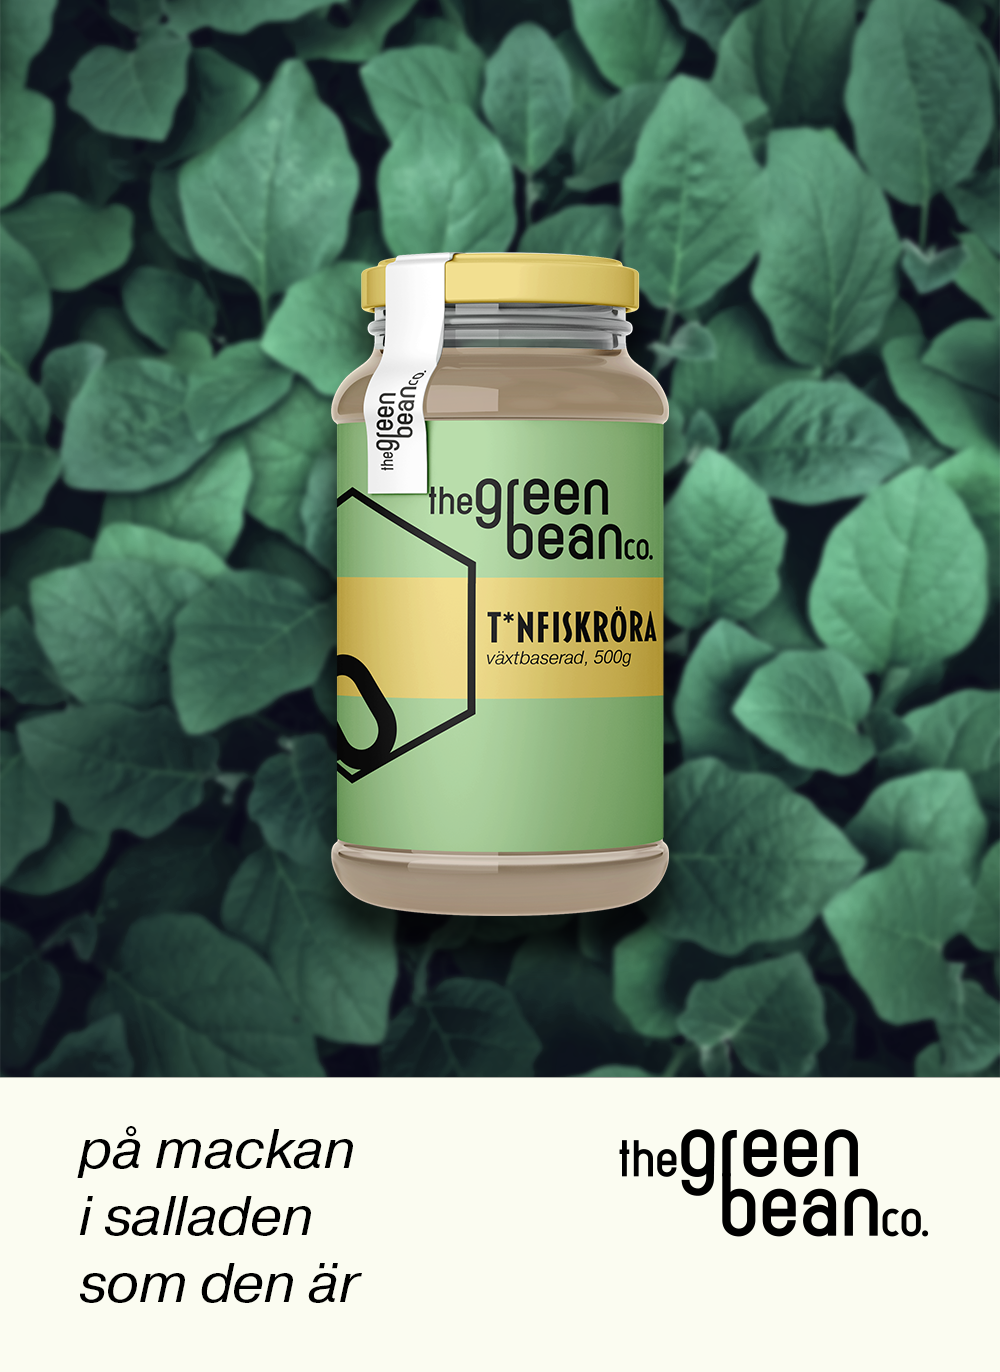 the green
bean co.
the green
bean co.
T*NFISKRÖRA
växtbaserad, 500g
på mackan
i salladen
som den är
the green
bean co.